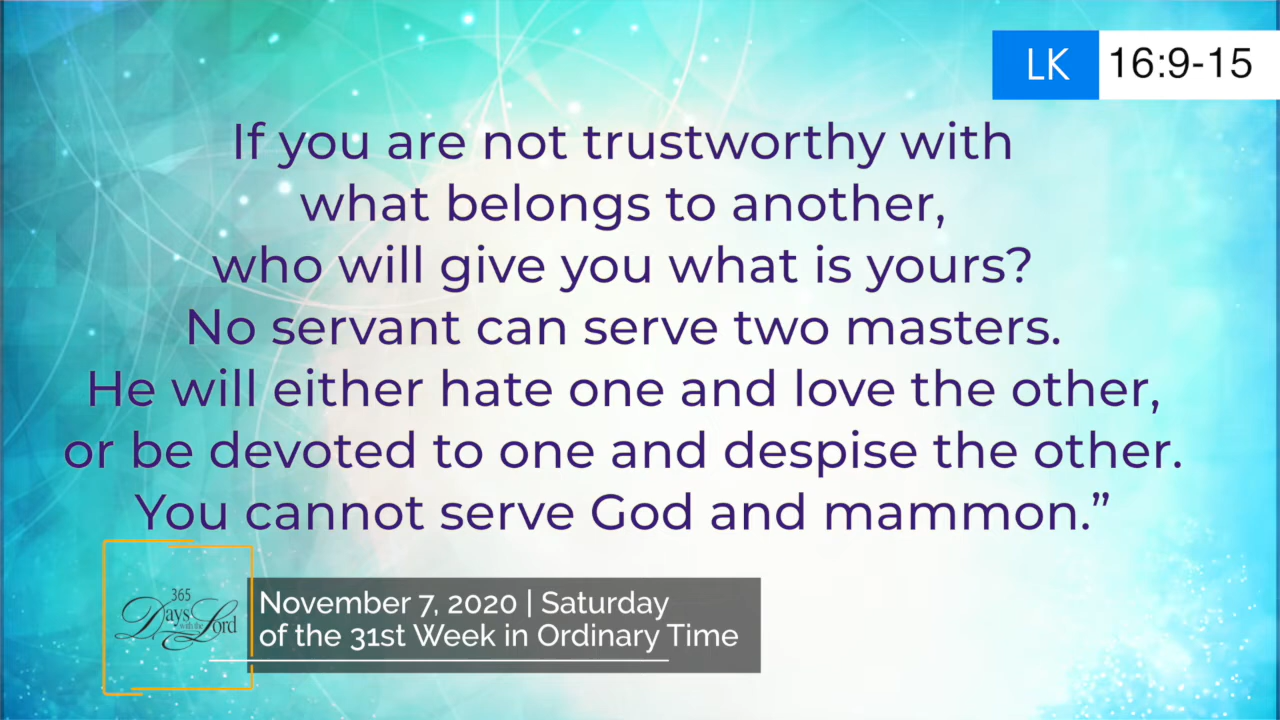 LK 16:9-15
If you are not trustworthy with
what belongs to another,
who will give you what is yours?
No servant can serve two masters.
He will either hate one and love the other,
or be devoted to one and despise the other.
You cannot serve God and mammon.”
365
Days with the Lord
November 7, 2020 | Saturday
of the 31st Week in Ordinary Time